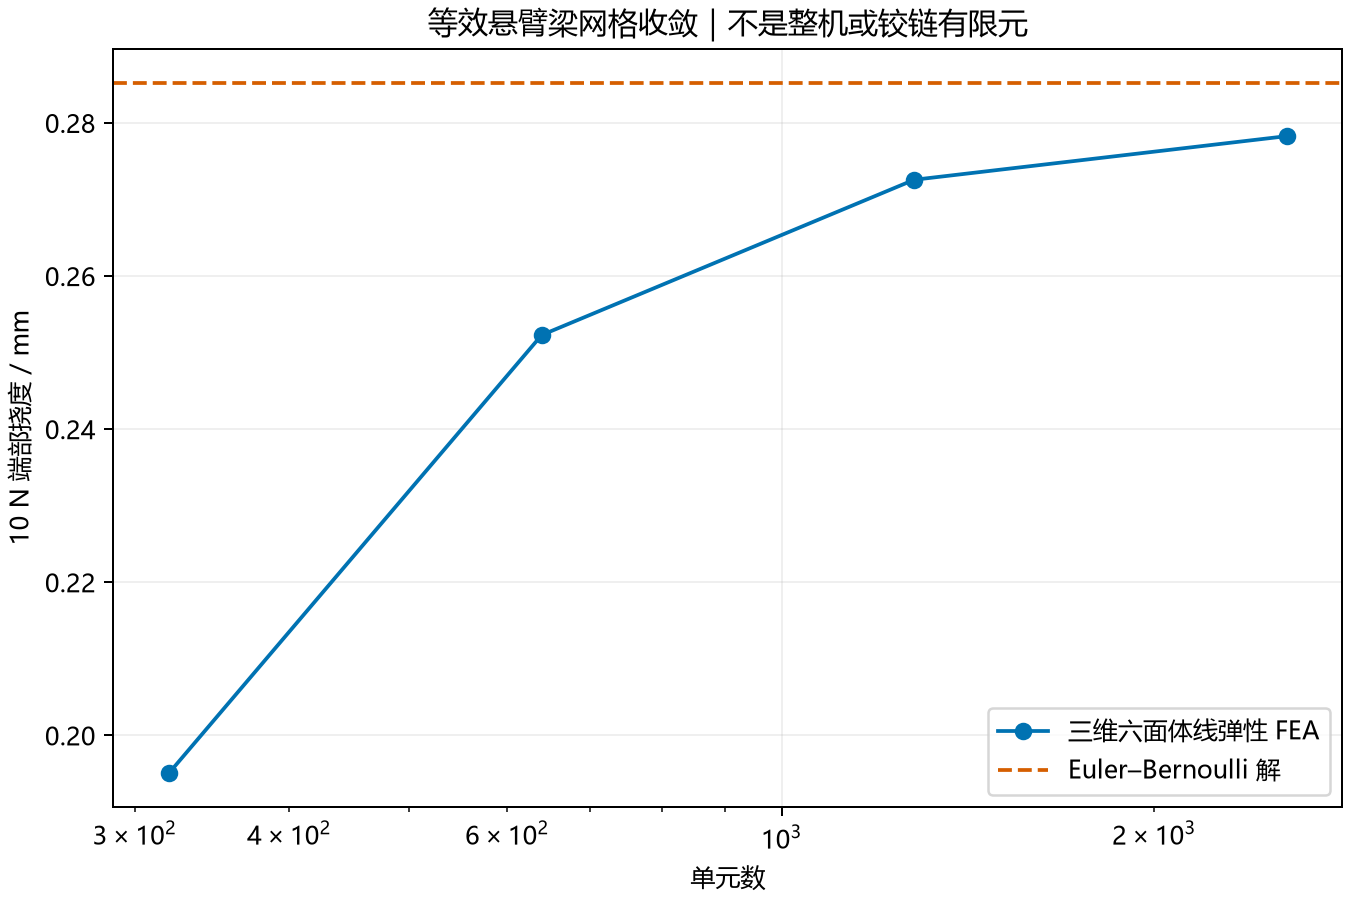 等效悬臂梁网格收敛｜不是整机或铰链有限元
10 N 端部挠度 / mm
0.28
0.26
0.24
0.22
0.20
三维六面体线弹性 FEA
Euler–Bernoulli 解
3 × 10²
4 × 10²
6 × 10²
10³
2 × 10³
单元数